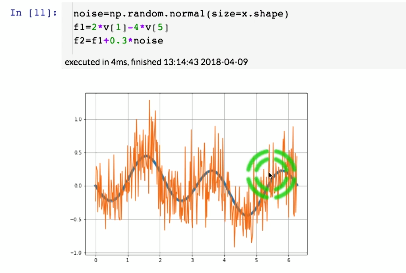 In [11]: noise=np.random.normal(size=x.shape)
f1=2*v[1]-4*v[5]
f2=f1+0.3*noise
executed in 4ms, finished 13:14:43 2018-04-09
1.0
0.5
0.0
-0.5
-1.0
0 1 2 3 4 5 6